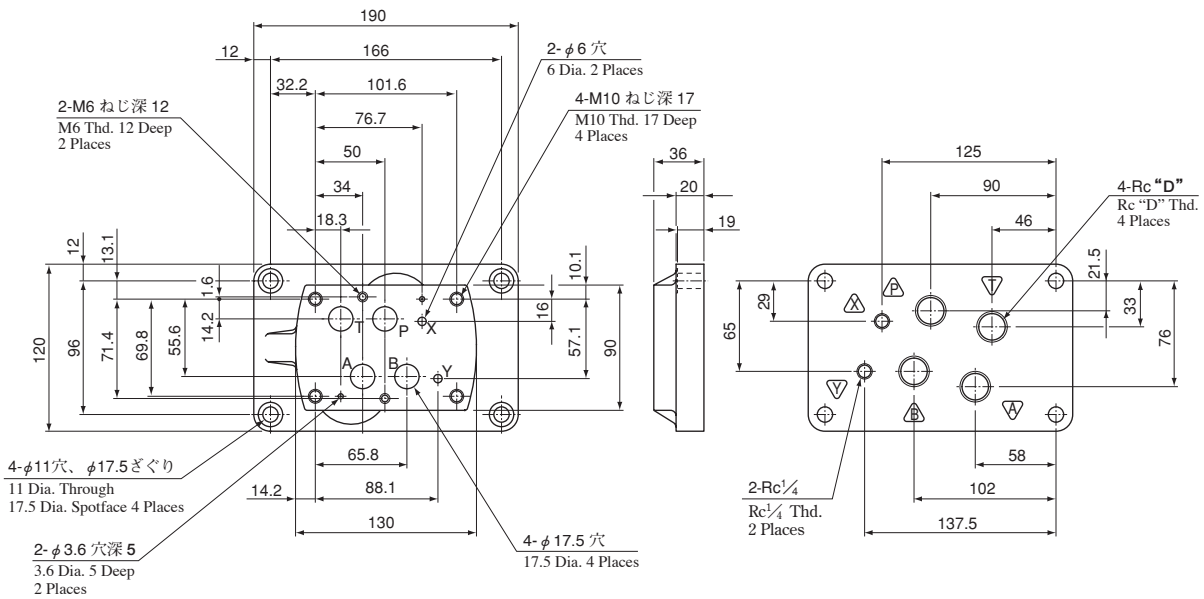 190
12
166
32.2
101.6
76.7
50
34
18.3
2-M6 ねじ深 12
M6 Thd. 12 Deep
2 Places
2-φ6 穴
6 Dia. 2 Places
4-M10 ねじ深 17
M10 Thd. 17 Deep
4 Places
12
13.1
1.6
14.2
120
96
71.4
69.8
55.6
T
P
X
A
B
Y
10.1
16
57.1
90
65.8
14.2
88.1
130
4-φ11穴、φ17.5ざぐり
11 Dia. Through
17.5 Dia. Spotface 4 Places
2-φ3.6 穴深 5
3.6 Dia. 5 Deep
2 Places
4-φ17.5 穴
17.5 Dia. 4 Places
36
20
19
125
90
46
4-Rc "D"
Rc "D" Thd.
4 Places
21.5
33
76
29
65
X
P
T
Y
B
A
58
102
137.5
2-Rc1/4
Rc1/4 Thd.
2 Places